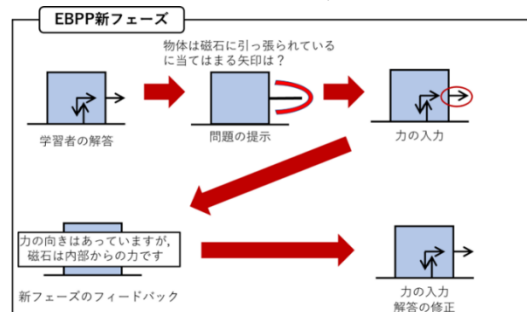 EBPP新フェーズ
物体は磁石に引っ張られている
に当てはまる矢印は？
学習者の解答
問題の提示
力の入力
力の向きはあっていますが，
磁石は内部からの力です
新フェーズのフィードバック
力の入力
解答の修正